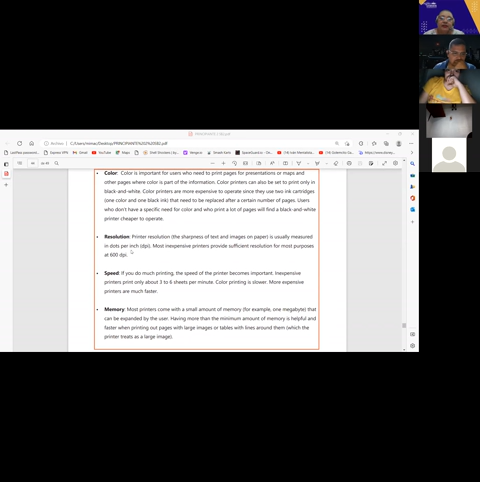 Color: Color is important for users who need to print pages for presentations or maps and
other pages where color is part of the information. Color printers can also be set to print only in
black-and-white. Color printers are more expensive to operate since they use two ink cartridges
(one color and one black ink) that need to be replaced after a certain number of pages. Users
who don't have a specific need for color and who print a lot of pages will find a black-and-white
printer cheaper to operate.
Resolution: Printer resolution (the sharpness of text and images on paper) is usually measured
in dots per inch (dpi). Most inexpensive printers provide sufficient resolution for most purposes
at 600 dpi.
Speed: If you do much printing, the speed of the printer becomes important. Inexpensive
printers print only about 3 to 6 sheets per minute. Color printing is slower. More expensive
printers are much faster.
Memory: Most printers come with a small amount of memory (for example, one megabyte) that
can be expanded by the user. Having more than the minimum amount of memory is helpful and
faster when printing out pages with large images or tables with lines around them (which the
printer treats as a large image).